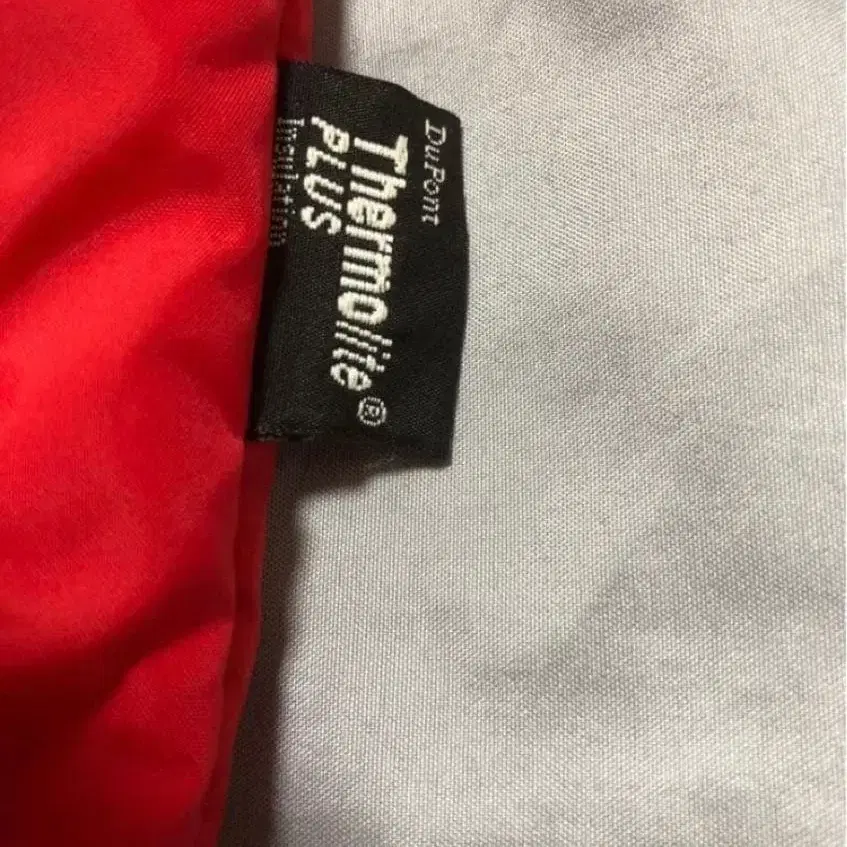 DuPont
Thermolite®
PLUS
Insulation